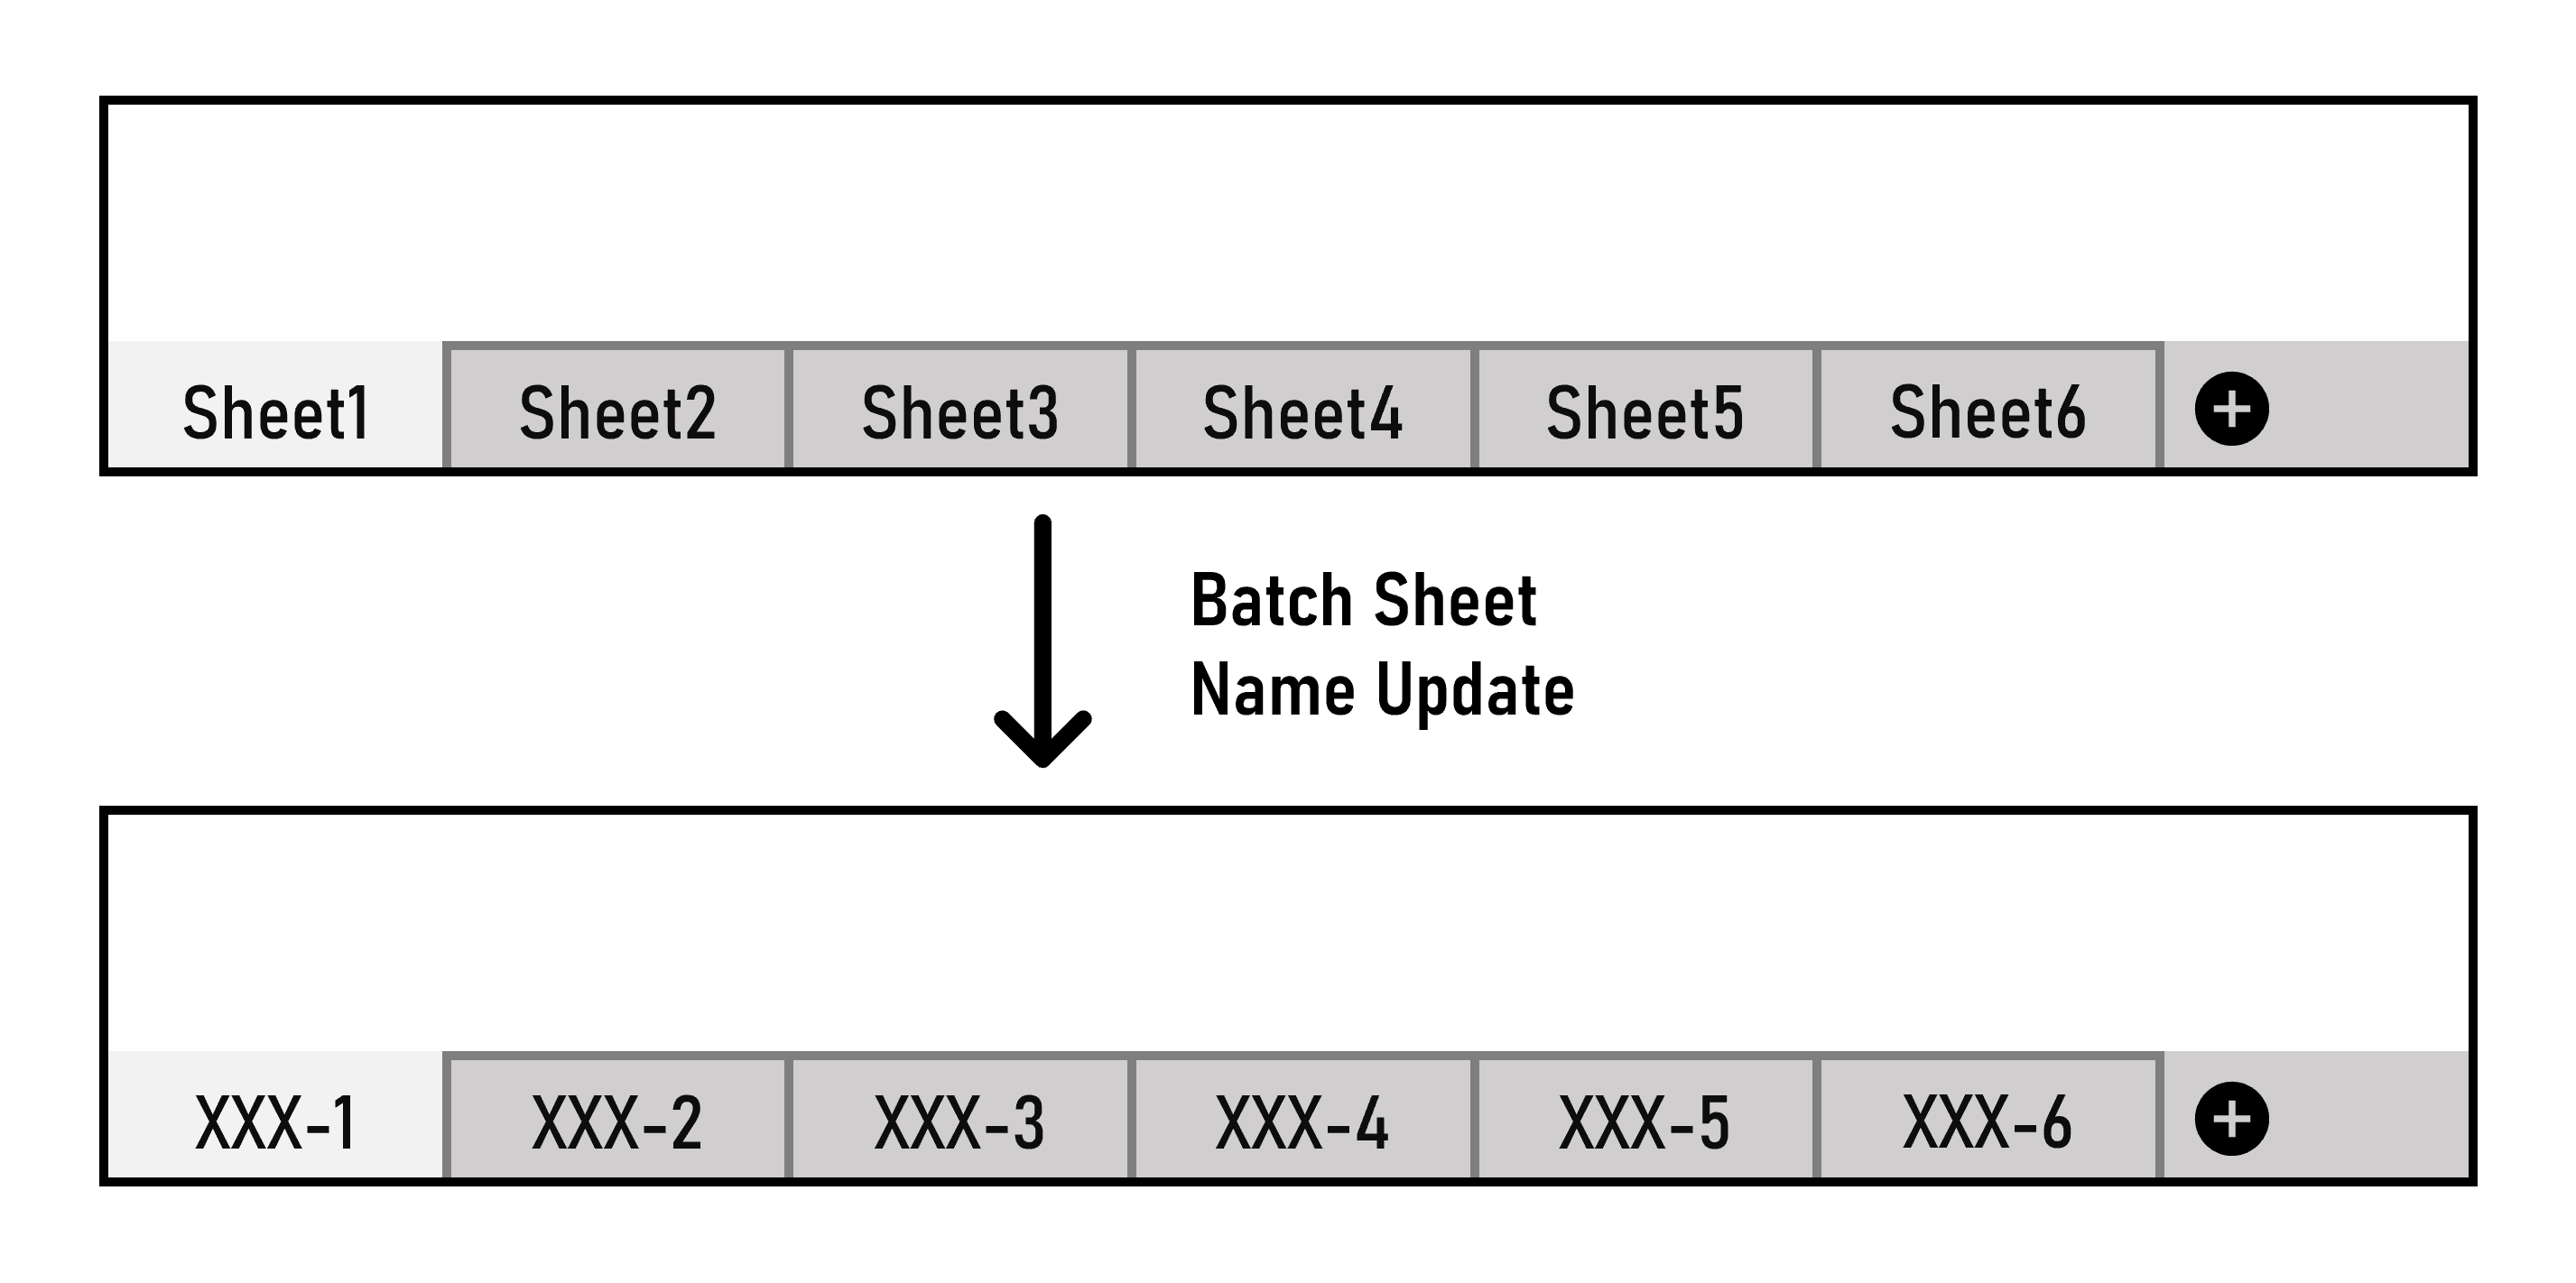 Sheet1 Sheet2 Sheet3 Sheet4 Sheet5 Sheet6 +
Batch Sheet
Name Update
XXX-1 XXX-2 XXX-3 XXX-4 XXX-5 XXX-6 +